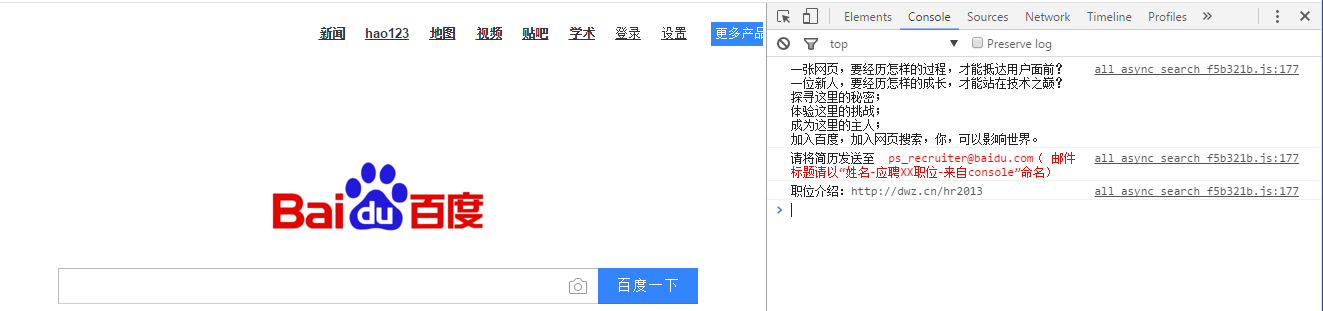 新闻 hao123 地图 视频 贴吧 学术 登录 设置 更多产品
Bai du 百度
百度一下
Elements Console Sources Network Timeline Profiles
top Preserve log
一张网页，要经历怎样的过程，才能抵达用户面前？ all_async_search_f5b321b.js:177
一位新人，要经历怎样的成长，才能站在技术之巅？
探寻这里的秘密；
体验这里的挑战；
成为这里的主人；
加入百度，加入网页搜索，你，可以影响世界。
请将简历发送至 ps_recruiter@baidu.com（ 邮件 all_async_search_f5b321b.js:177
标题请以“姓名-应聘XX职位-来自console”命名）
职位介绍：http://dwz.cn/hr2013 all_async_search_f5b321b.js:177